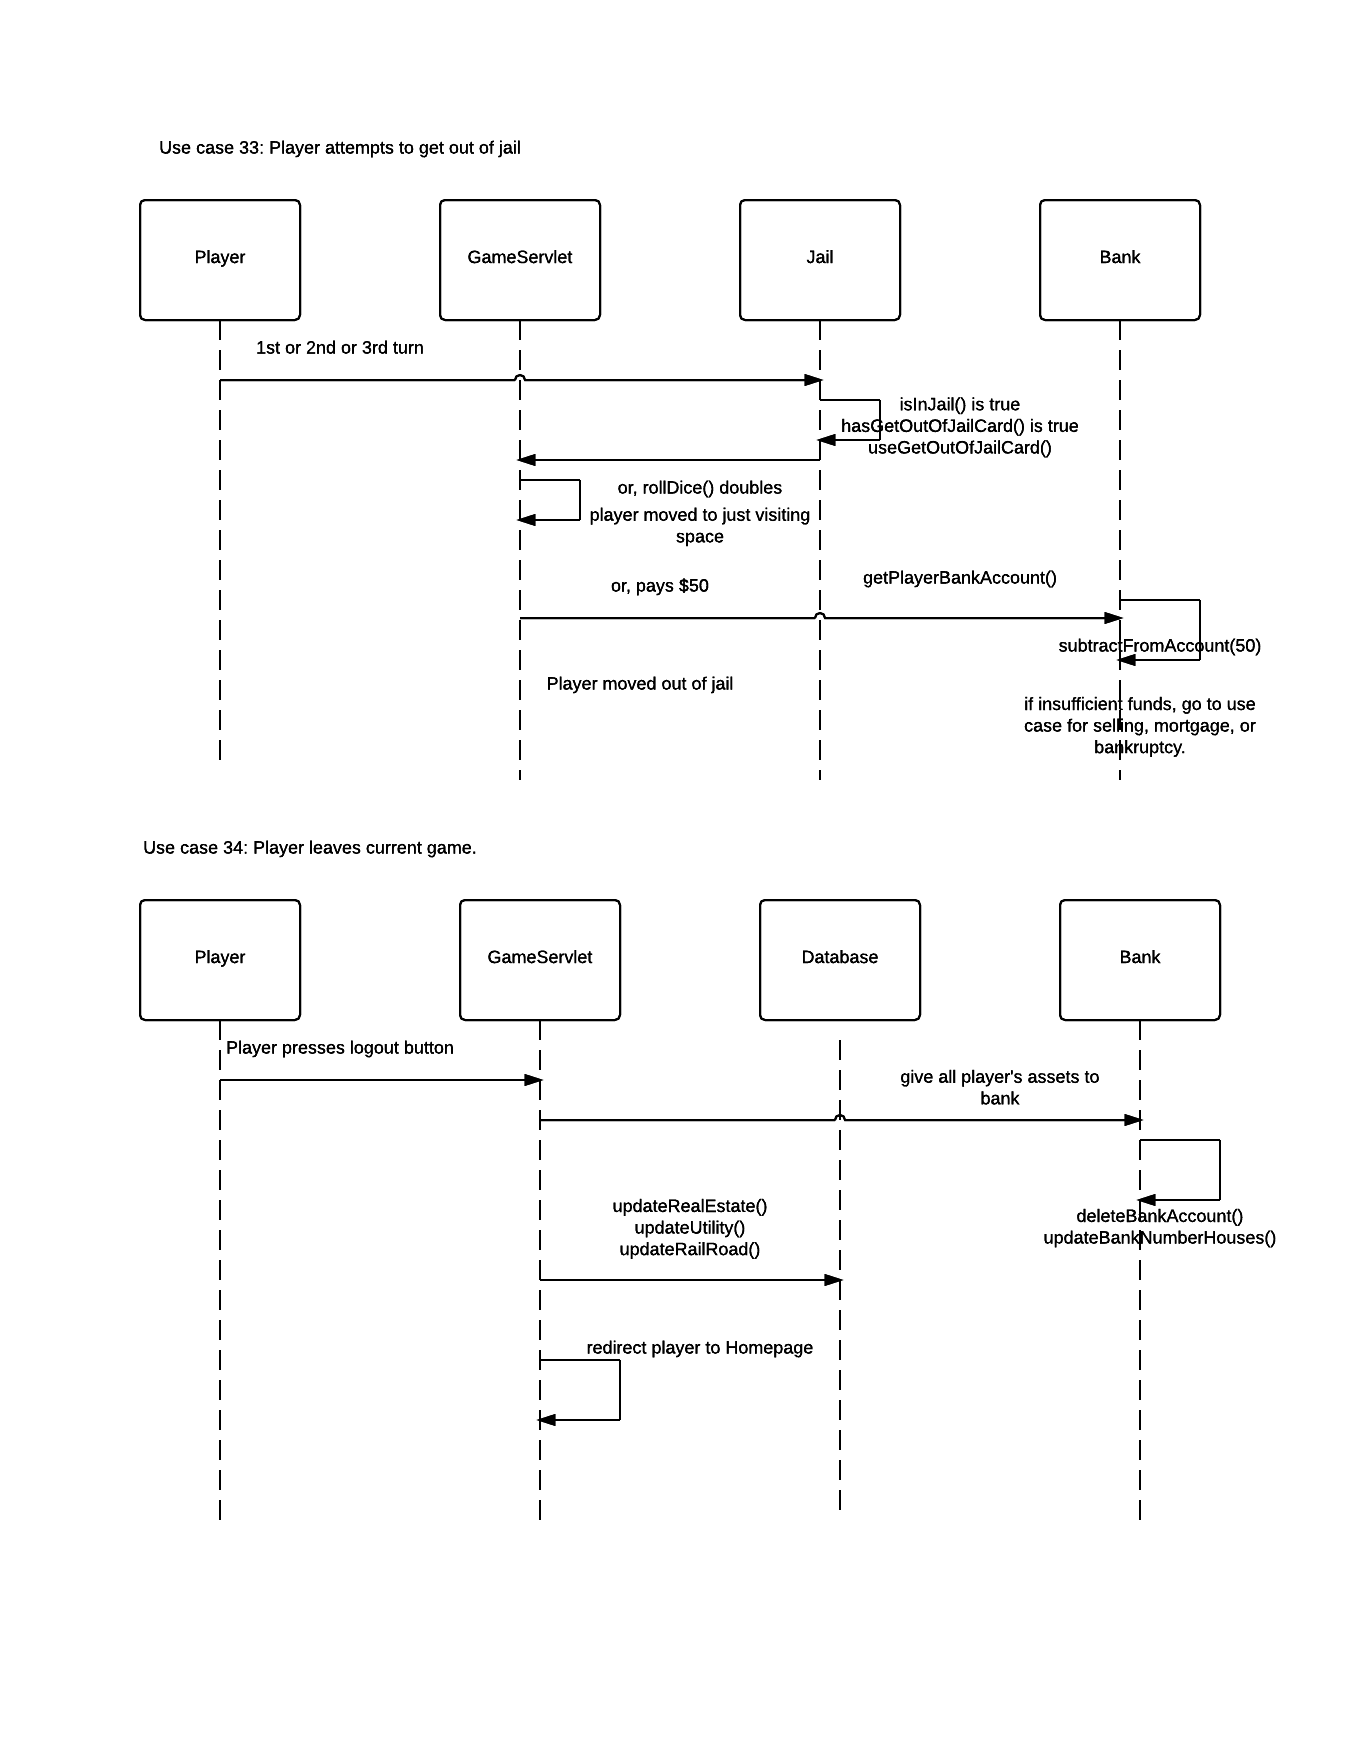 Use case 33: Player attempts to get out of jail
Player
GameServlet
Jail
Bank
1st or 2nd or 3rd turn
isInJail() is true
hasGetOutOfJailCard() is true
useGetOutOfJailCard()
or, rollDice() doubles
player moved to just visiting
space
or, pays $50
getPlayerBankAccount()
subtractFromAccount(50)
Player moved out of jail
if insufficient funds, go to use
case for selling, mortgage, or
bankruptcy.
Use case 34: Player leaves current game.
Player
GameServlet
Database
Bank
Player presses logout button
give all player's assets to
bank
updateRealEstate()
updateUtility()
updateRailRoad()
deleteBankAccount()
updateBankNumberHouses()
redirect player to Homepage